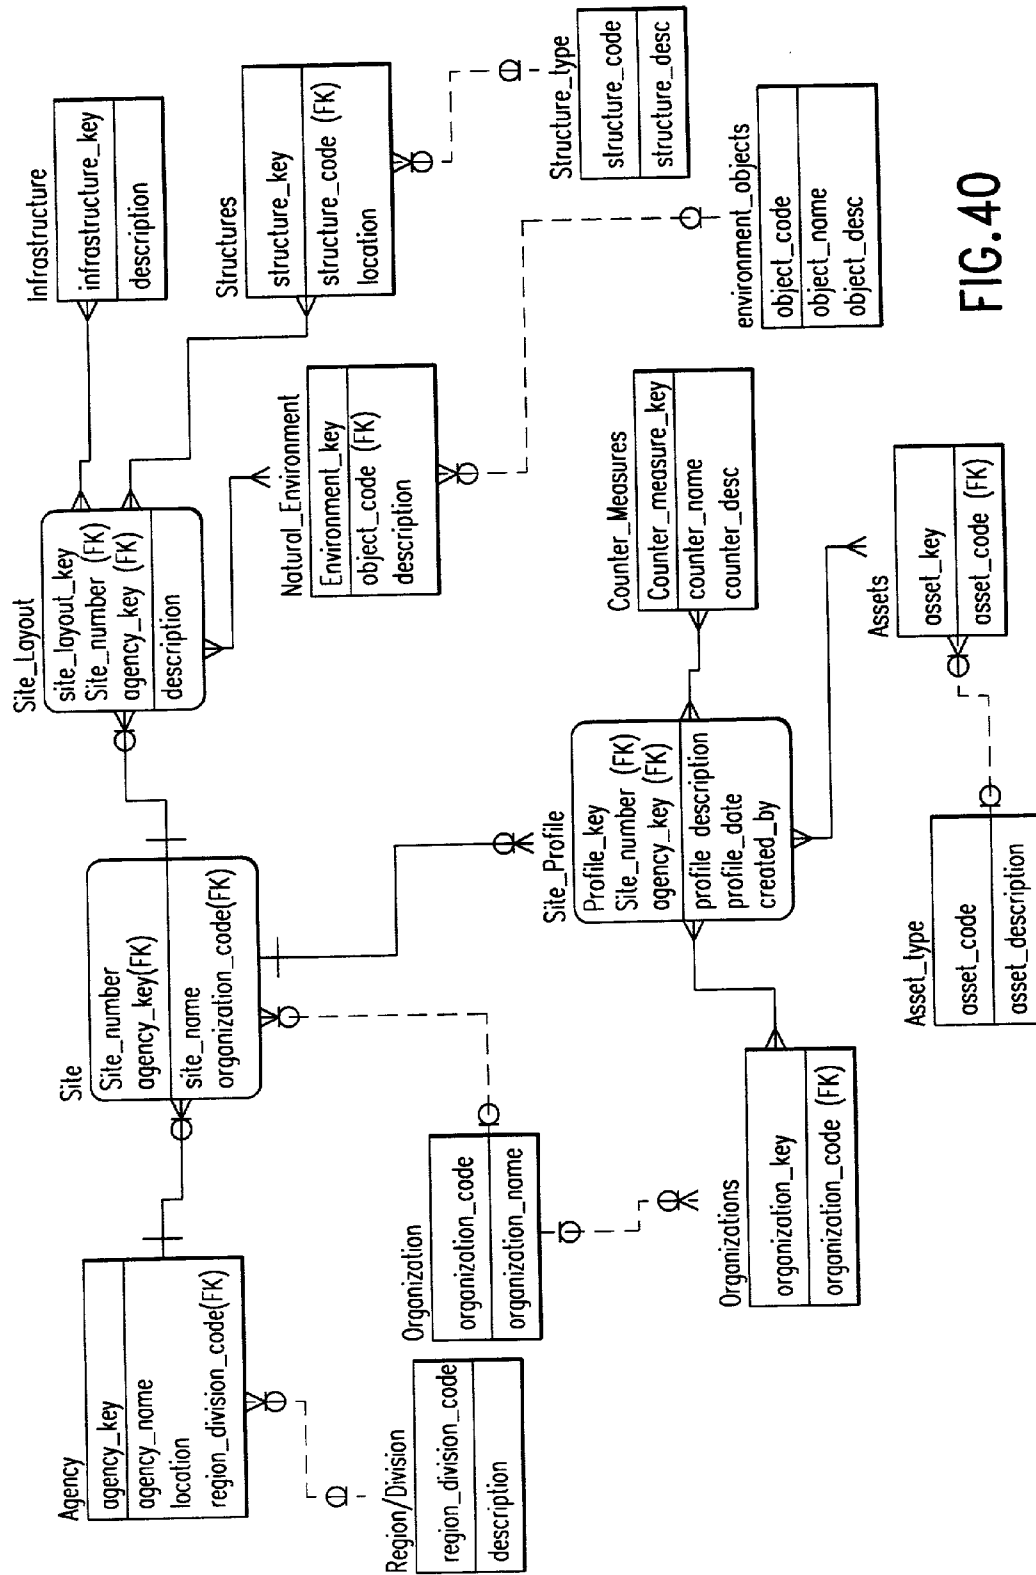 Agency
agency_key
agency_name
location
region_division_code(FK)
Region/Division
region_division_code
description
Site
Site_number
agency_key(FK)
site_name
organization_code(FK)
Organization
organization_code
organization_name
Organizations
organization_key
organization_code (FK)
Site_Layout
site_layout_key
Site_number (FK)
agency_key (FK)
description
Site_Profile
Profile_key
Site_number (FK)
agency_key (FK)
profile description
profile_date
created_by
Asset_type
asset_code
asset_description
Infrastructure
infrastructure_key
description
Structures
structure_key
structure_code (FK)
location
Natural_Environment
Environment_key
object_code (FK)
description
Counter_Measures
Counter_measure_key
counter_name
counter_desc
Assets
asset_key
asset_code (FK)
Structure_type
structure_code
structure_desc
environment_objects
object_code
object_name
object_desc
FIG.40